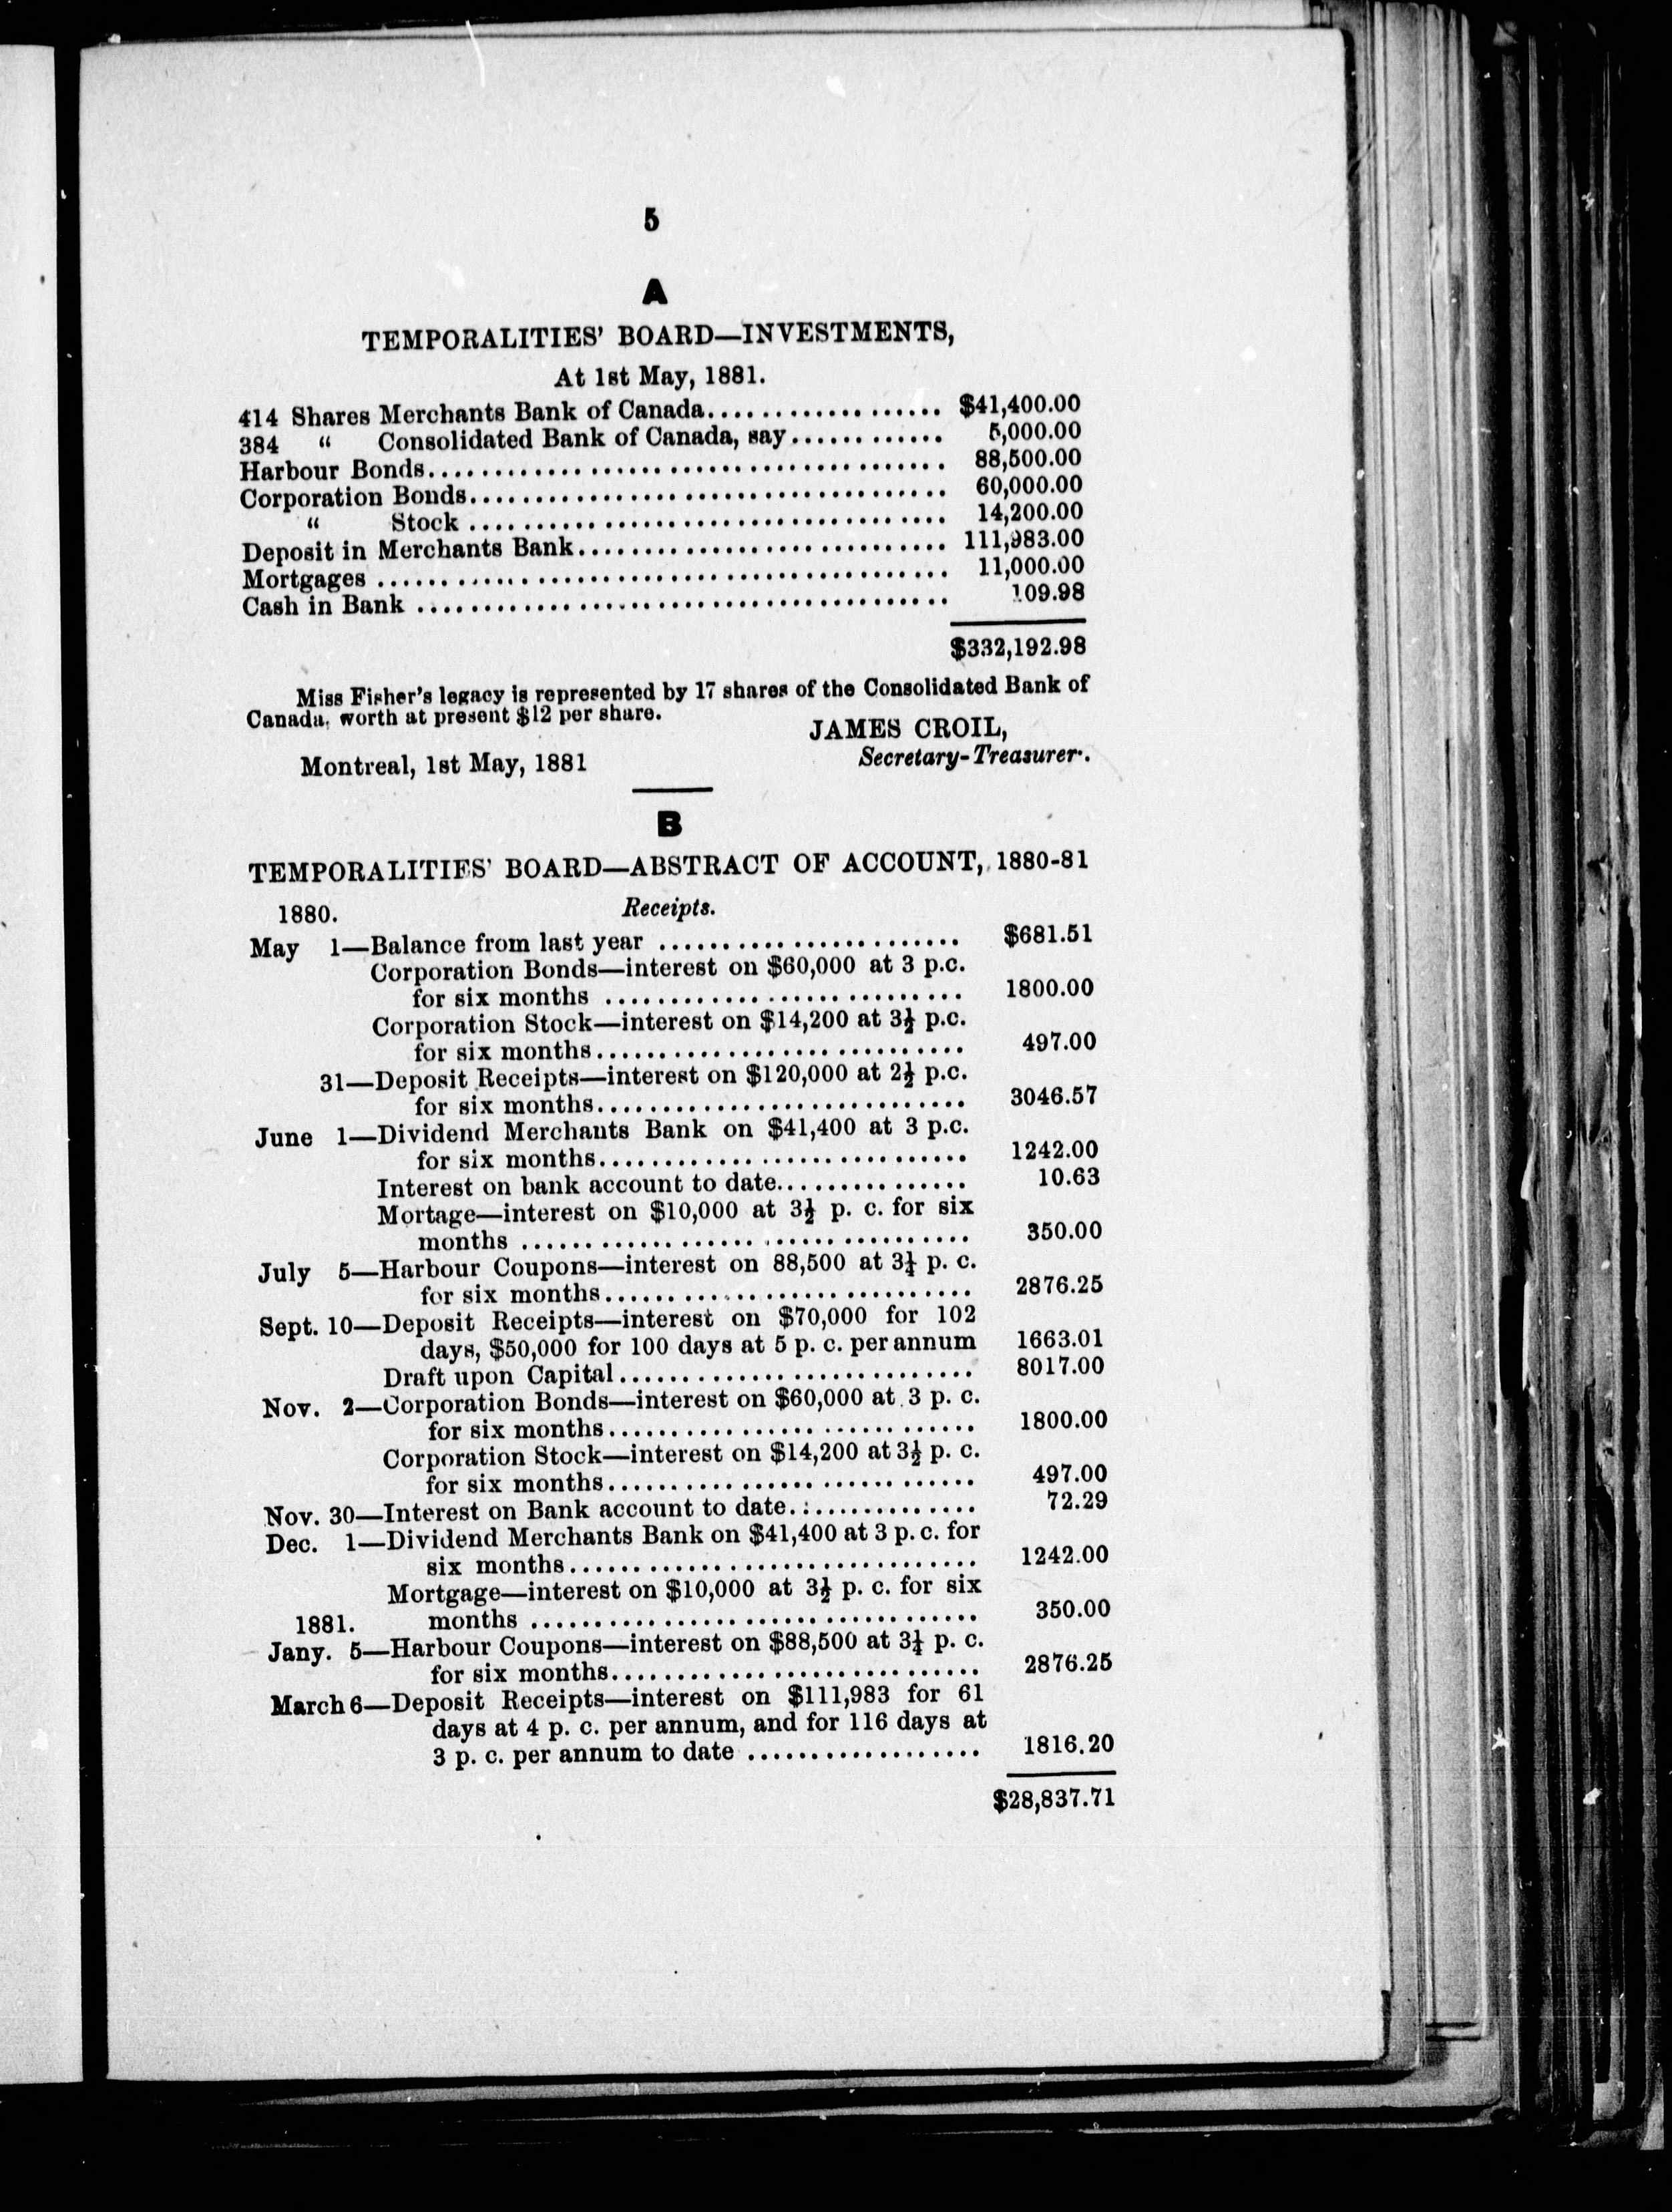 5
A
TEMPORALITIES' BOARD—INVESTMENTS,
At 1st May, 1881.
414 Shares Merchants Bank of Canada.................. $41,400.00
384 " Consolidated Bank of Canada, say............ 5,000.00
Harbour Bonds....................................... 88,500.00
Corporation Bonds.................................... 60,000.00
" Stock .................................... 14,200.00
Deposit in Merchants Bank............................ 111,983.00
Mortgages ........................................... 11,000.00
Cash in Bank ........................................ 109.98
$332,192.98
Miss Fisher's legacy is represented by 17 shares of the Consolidated Bank of
Canada, worth at present $12 per share.
JAMES CROIL,
Secretary-Treasurer.
Montreal, 1st May, 1881
B
TEMPORALITIES' BOARD—ABSTRACT OF ACCOUNT, 1880-81
1880. Receipts.
May 1—Balance from last year ........................ $681.51
Corporation Bonds—interest on $60,000 at 3 p.c.
for six months ............................ 1800.00
Corporation Stock—interest on $14,200 at 3½ p.c.
for six months............................ 497.00
31—Deposit Receipts—interest on $120,000 at 2½ p.c.
for six months............................ 3046.57
June 1—Dividend Merchants Bank on $41,400 at 3 p.c.
for six months............................ 1242.00
Interest on bank account to date............... 10.63
Mortage—interest on $10,000 at 3½ p. c. for six
months .................................. 350.00
July 5—Harbour Coupons—interest on 88,500 at 3¼ p. c.
for six months............................ 2876.25
Sept. 10—Deposit Receipts—interest on $70,000 for 102
days, $50,000 for 100 days at 5 p. c. per annum 1663.01
Draft upon Capital........................... 8017.00
Nov. 2—Corporation Bonds—interest on $60,000 at 3 p. c.
for six months............................ 1800.00
Corporation Stock—interest on $14,200 at 3½ p. c.
for six months............................ 497.00
Nov. 30—Interest on Bank account to date............... 72.29
Dec. 1—Dividend Merchants Bank on $41,400 at 3 p. c. for
six months............................... 1242.00
Mortgage—interest on $10,000 at 3½ p. c. for six
1881. months .................................. 350.00
Jany. 5—Harbour Coupons—interest on $88,500 at 3¼ p. c.
for six months............................ 2876.25
March 6—Deposit Receipts—interest on $111,983 for 61
days at 4 p. c. per annum, and for 116 days at
3 p. c. per annum to date .................. 1816.20
$28,837.71